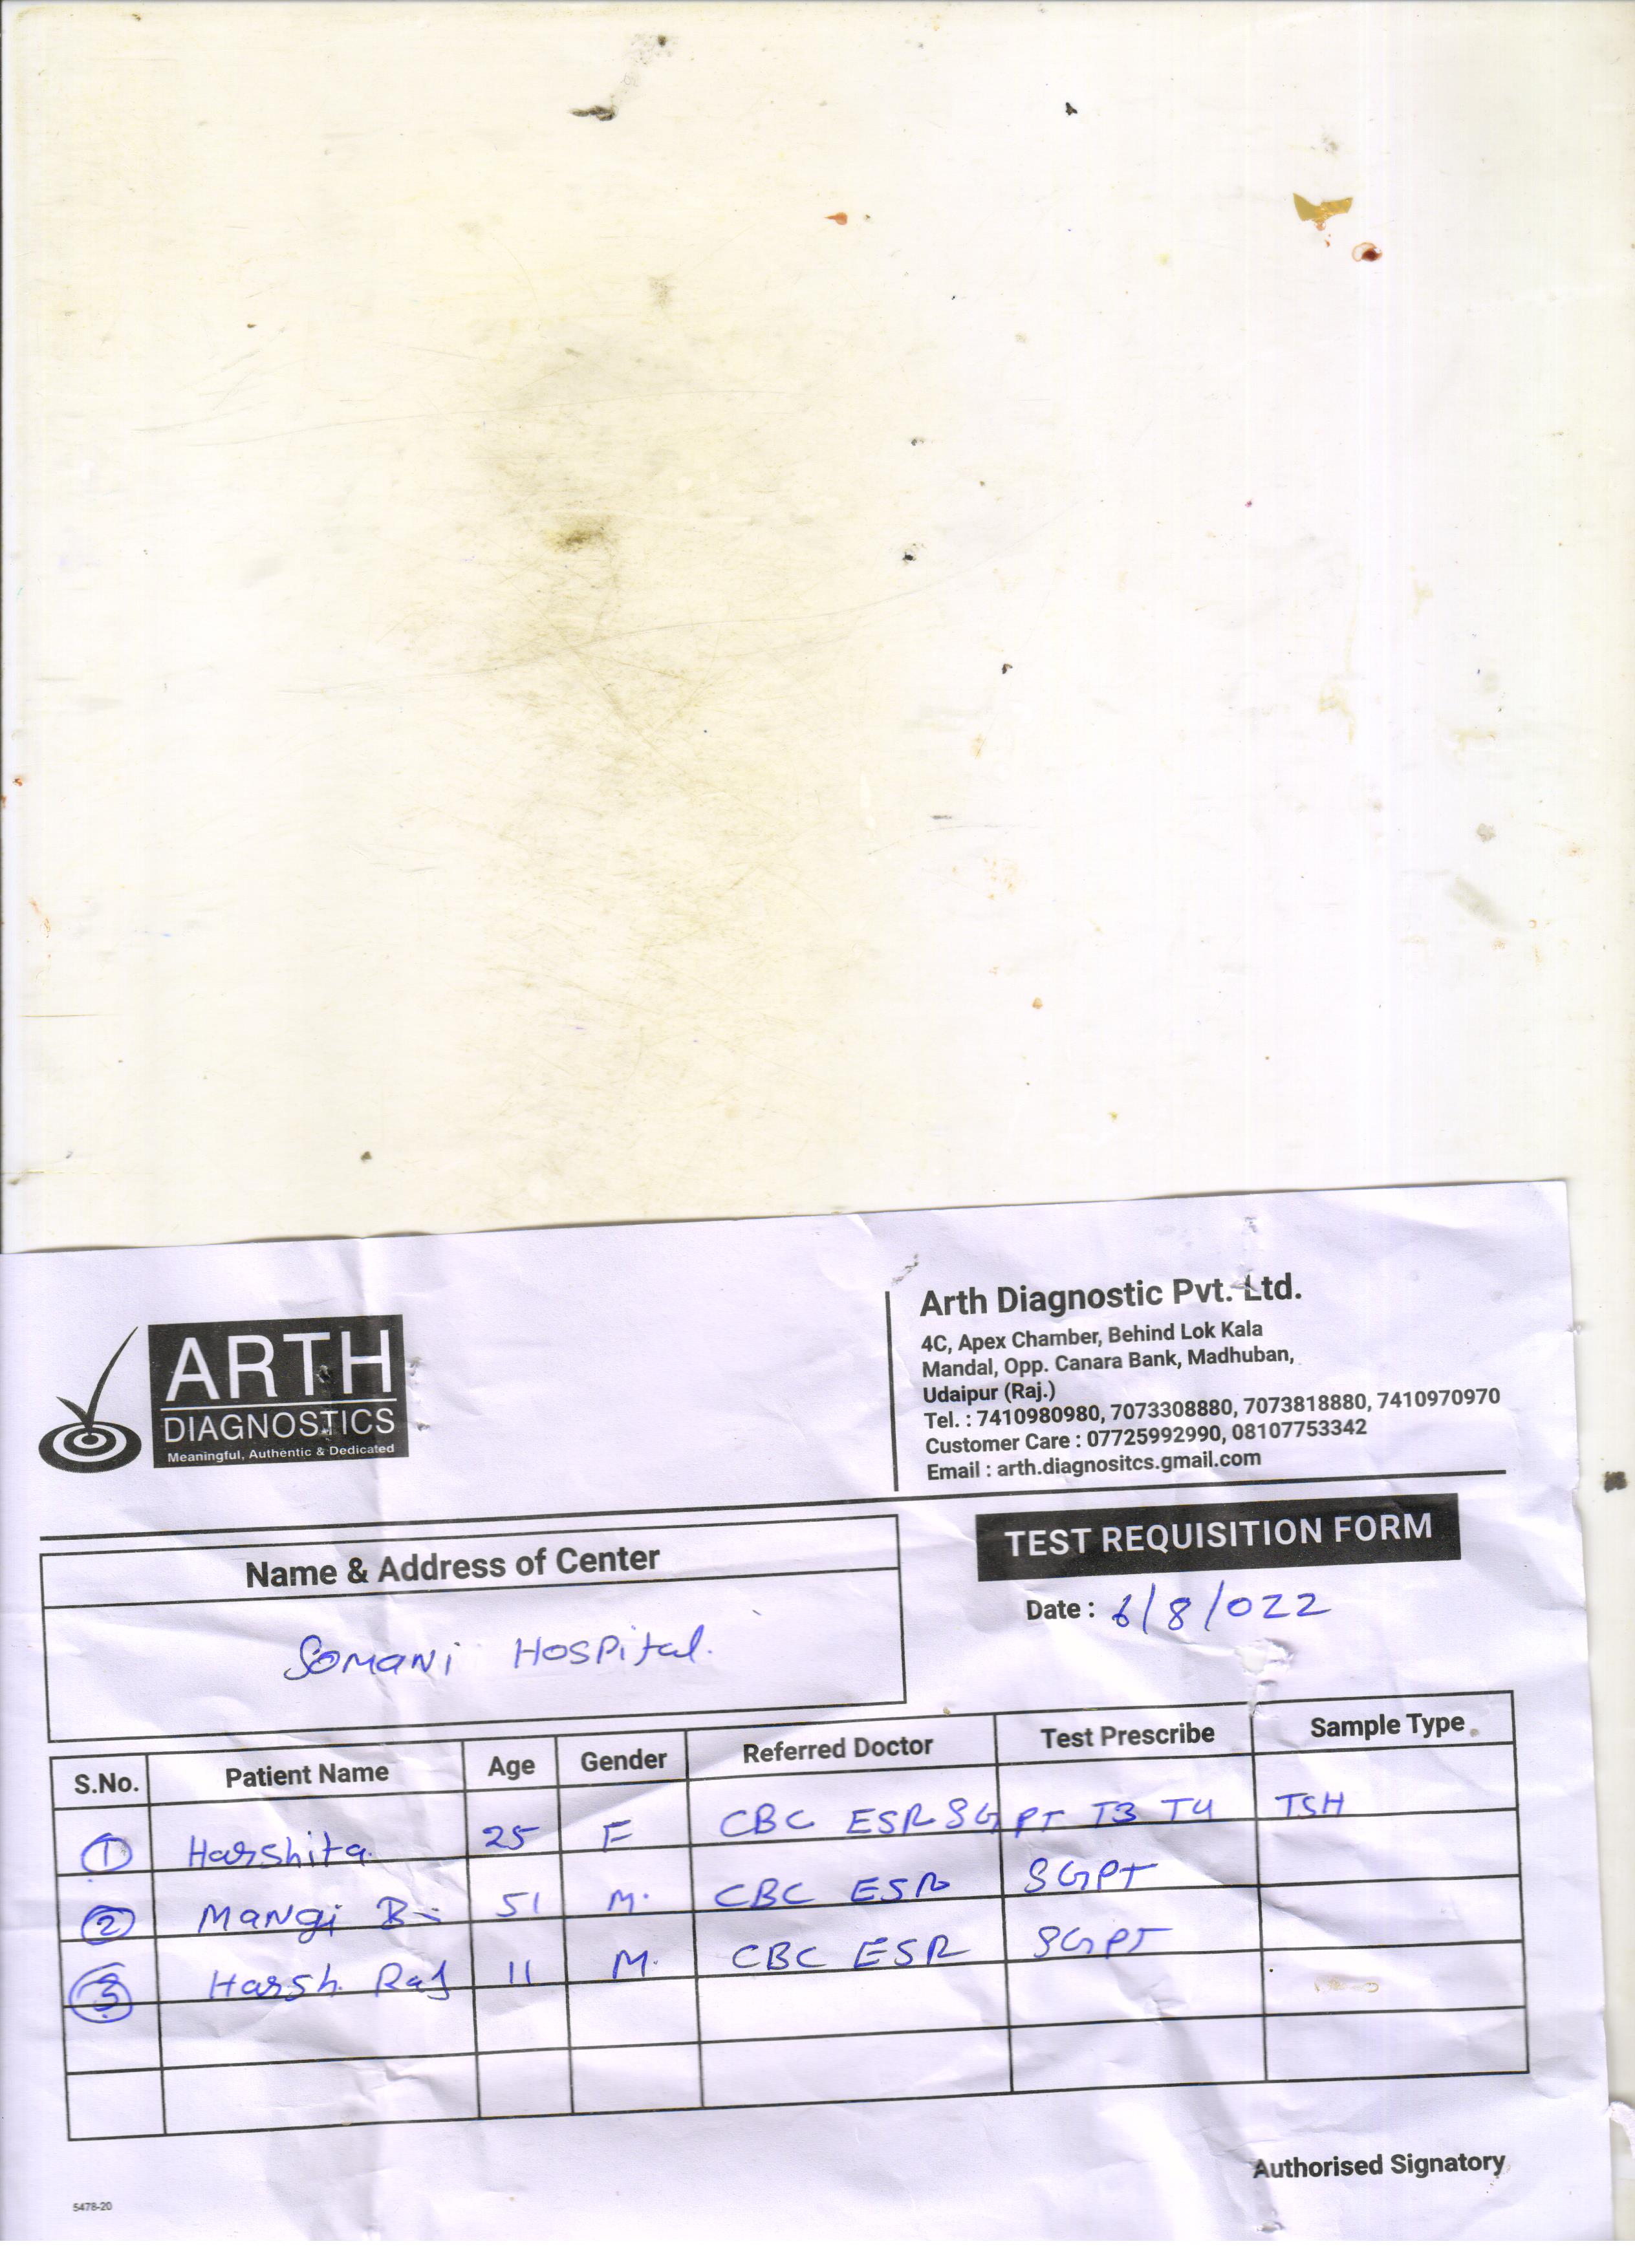 ARTH
DIAGNOSTICS
Meaningful, Authentic & Dedicated
Arth Diagnostic Pvt. Ltd.
4C, Apex Chamber, Behind Lok Kala
Mandal, Opp. Canara Bank, Madhuban,
Udaipur (Raj.)
Tel. : 7410980980, 7073308880, 7073818880, 7410970970
Customer Care : 07725992990, 08107753342
Email : arth.diagnositcs.gmail.com
Name & Address of Center
Somani Hospital.
TEST REQUISITION FORM
Date : 6/8/022
S.No. Patient Name Age Gender Referred Doctor Test Prescribe Sample Type
1 Harshita 25 F CBC ESR SGPT T3 T4 TSH
2 Mangi 51 M. CBC ESR SGPT
3 Harsh. Raj 11 M. CBC ESR SGPT
Authorised Signatory
5478-20